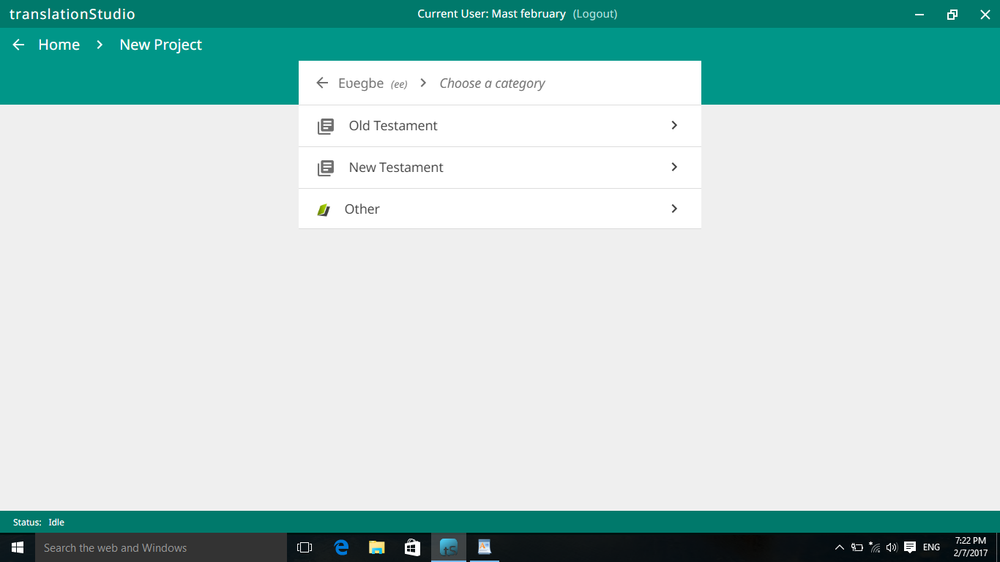 translationStudio
Current User: Mast february (Logout)
Home
New Project
Eʋegbe (ee)
Choose a category
Old Testament
New Testament
Other
Status: Idle
Search the web and Windows
tS
ENG
7:22 PM
2/7/2017